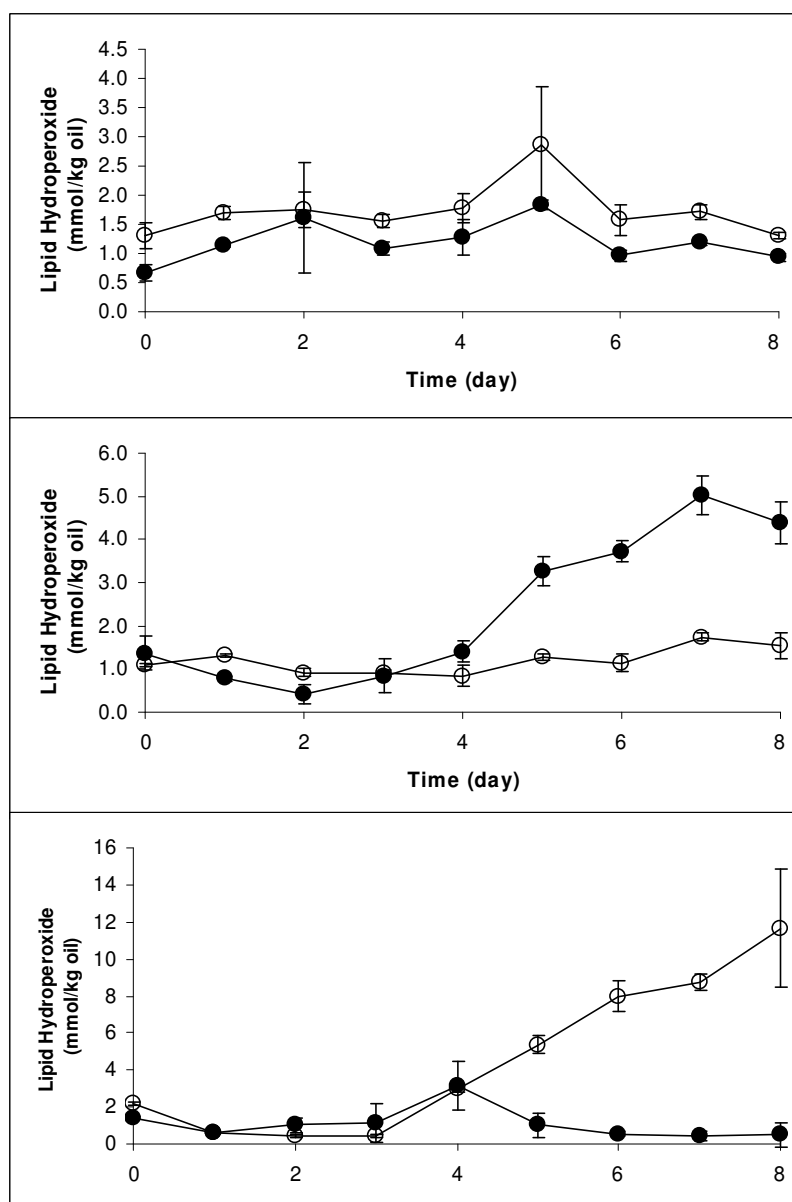 4.5
4.0
3.5
3.0
2.5
2.0
1.5
1.0
0.5
0.0
Lipid Hydroperoxide
(mmol/kg oil)
0 2 4 6 8
Time (day)
6.0
5.0
4.0
3.0
2.0
1.0
0.0
Lipid Hydroperoxide
(mmol/kg oil)
0 2 4 6 8
Time (day)
16
14
12
10
8
6
4
2
0
Lipid Hydroperoxide
(mmol/kg oil)
0 2 4 6 8